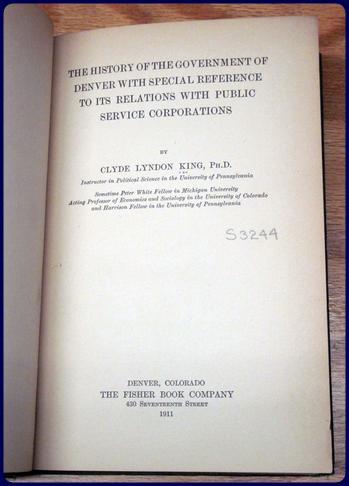 THE HISTORY OF THE GOVERNMENT OF
DENVER WITH SPECIAL REFERENCE
TO ITS RELATIONS WITH PUBLIC
SERVICE CORPORATIONS
BY
CLYDE LYNDON KING, PH.D.
Instructor in Political Science in the University of Pennsylvania
Sometime Peter White Fellow in Michigan University
Acting Professor of Economics and Sociology in the University of Colorado
and Harrison Fellow in the University of Pennsylvania
S3244
DENVER, COLORADO
THE FISHER BOOK COMPANY
430 SEVENTEENTH STREET
1911